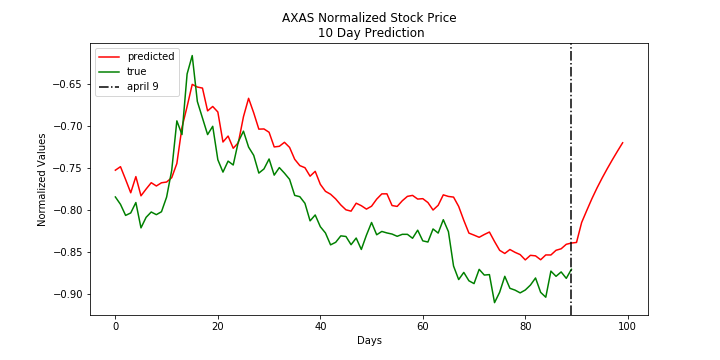 AXAS Normalized Stock Price
10 Day Prediction
predicted
true
april 9
Normalized Values
−0.65
−0.70
−0.75
−0.80
−0.85
−0.90
0
20
40
60
80
100
Days